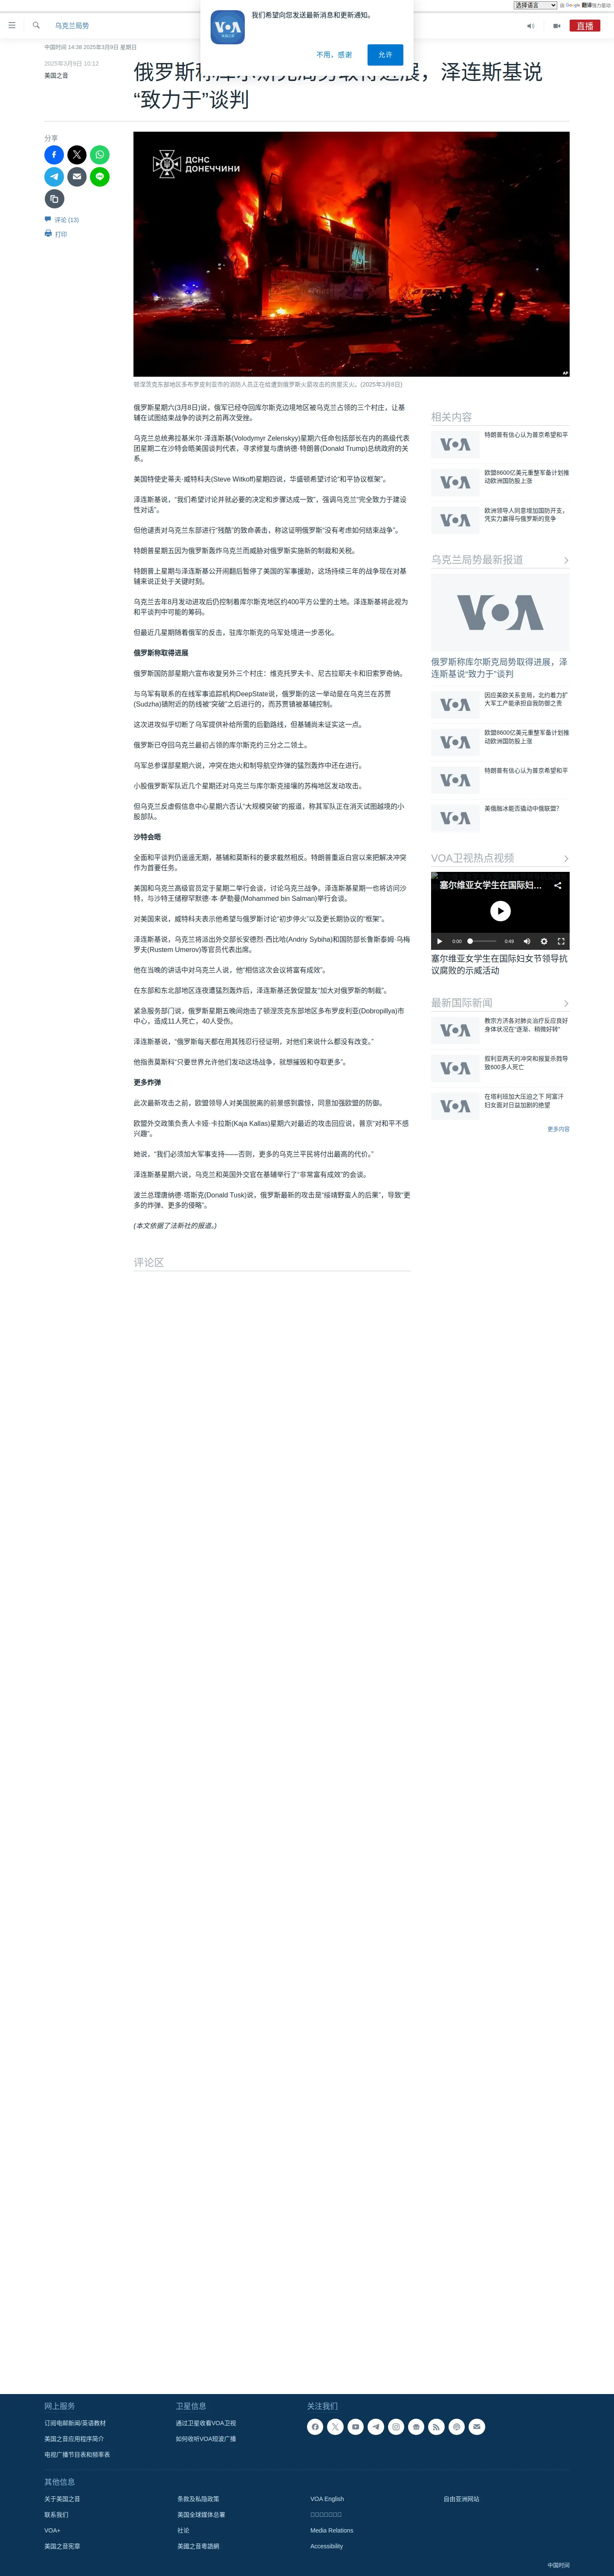 选择语言
由 Google 翻译强力驱动
我们希望向您发送最新消息和更新通知。
不用，感谢
允许
乌克兰局势
直播
中国时间 14:38 2025年3月9日 星期日
2025年3月9日 10:12
美国之音
俄罗斯称库尔斯克局势取得进展，泽连斯基说
“致力于”谈判
分享
评论 (13)
打印
ДСНС
ДОНЕЧЧИНИ
顿涅茨克东部地区多布罗皮利亚市的消防人员正在给遭到俄罗斯火箭攻击的房屋灭火。(2025年3月8日)
俄罗斯星期六(3月8日)说，俄军已经夺回库尔斯克边境地区被乌克兰占领的三个村庄，让基
辅在试图结束战争的谈判之前再次受挫。
乌克兰总统弗拉基米尔·泽连斯基(Volodymyr Zelenskyy)星期六任命包括部长在内的高级代表
团星期二在沙特会晤美国谈判代表，寻求修复与唐纳德·特朗普(Donald Trump)总统政府的关
系。
美国特使史蒂夫·威特科夫(Steve Witkoff)星期四说，华盛顿希望讨论“和平协议框架”。
泽连斯基说，“我们希望讨论并就必要的决定和步骤达成一致”，强调乌克兰“完全致力于建设
性对话”。
但他谴责对乌克兰东部进行“残酷”的致命袭击，称这证明俄罗斯“没有考虑如何结束战争”。
特朗普星期五因为俄罗斯轰炸乌克兰而威胁对俄罗斯实施新的制裁和关税。
特朗普上星期与泽连斯基公开闹翻后暂停了美国的军事援助，这场持续三年的战争现在对基
辅来说正处于关键时刻。
乌克兰去年8月发动进攻后仍控制着库尔斯克地区约400平方公里的土地。泽连斯基将此视为
和平谈判中可能的筹码。
但最近几星期随着俄军的反击，驻库尔斯克的乌军处境进一步恶化。
俄罗斯称取得进展
俄罗斯国防部星期六宣布收复另外三个村庄：维克托罗夫卡、尼古拉耶夫卡和旧索罗奇纳。
与乌军有联系的在线军事追踪机构DeepState说，俄罗斯的这一举动是在乌克兰在苏贾
(Sudzha)镇附近的防线被“突破”之后进行的，而苏贾镇被基辅控制。
这次进攻似乎切断了乌军提供补给所需的后勤路线，但基辅尚未证实这一点。
俄罗斯已夺回乌克兰最初占领的库尔斯克约三分之二领土。
乌军总参谋部星期六说，冲突在炮火和制导航空炸弹的猛烈轰炸中还在进行。
小股俄罗斯军队近几个星期还对乌克兰与库尔斯克接壤的苏梅地区发动攻击。
但乌克兰反虚假信息中心星期六否认“大规模突破”的报道，称其军队正在消灭试图越境的小
股部队。
沙特会晤
全面和平谈判仍遥遥无期，基辅和莫斯科的要求截然相反。特朗普重返白宫以来把解决冲突
作为首要任务。
美国和乌克兰高级官员定于星期二举行会谈，讨论乌克兰战争。泽连斯基星期一也将访问沙
特，与沙特王储穆罕默德·本·萨勒曼(Mohammed bin Salman)举行会谈。
对美国来说，威特科夫表示他希望与俄罗斯讨论“初步停火”以及更长期协议的“框架”。
泽连斯基说，乌克兰将派出外交部长安德烈·西比哈(Andriy Sybiha)和国防部长鲁斯泰姆·乌梅
罗夫(Rustem Umerov)等官员代表出席。
他在当晚的讲话中对乌克兰人说，他“相信这次会议将富有成效”。
在东部和东北部地区连夜遭猛烈轰炸后，泽连斯基还敦促盟友“加大对俄罗斯的制裁”。
紧急服务部门说，俄罗斯星期五晚间炮击了顿涅茨克东部地区多布罗皮利亚(Dobropillya)市
中心，造成11人死亡，40人受伤。
泽连斯基说，“俄罗斯每天都在用其残忍行径证明，对他们来说什么都没有改变。”
他指责莫斯科“只要世界允许他们发动这场战争，就想摧毁和夺取更多”。
更多炸弹
此次最新攻击之前，欧盟领导人对美国脱离的前景感到震惊，同意加强欧盟的防御。
欧盟外交政策负责人卡娅·卡拉斯(Kaja Kallas)星期六对最近的攻击回应说，普京“对和平不感
兴趣”。
她说，“我们必须加大军事支持——否则，更多的乌克兰平民将付出最高的代价。”
泽连斯基星期六说，乌克兰和英国外交官在基辅举行了“非常富有成效”的会谈。
波兰总理唐纳德·塔斯克(Donald Tusk)说，俄罗斯最新的攻击是“绥靖野蛮人的后果”，导致“更
多的炸弹、更多的侵略”。
(本文依据了法新社的报道。)
评论区
相关内容
特朗普有信心认为普京希望和平
欧盟8600亿美元重整军备计划推
动欧洲国防股上涨
欧洲领导人同意增加国防开支，
凭实力赢得与俄罗斯的竞争
乌克兰局势最新报道
俄罗斯称库尔斯克局势取得进展，泽
连斯基说“致力于”谈判
因应美欧关系变局，北约着力扩
大军工产能承担自我防御之责
欧盟8600亿美元重整军备计划推
动欧洲国防股上涨
特朗普有信心认为普京希望和平
美俄融冰能否撬动中俄联盟？
VOA卫视热点视频
塞尔维亚女学生在国际妇...
0:00
0:49
塞尔维亚女学生在国际妇女节领导抗
议腐败的示威活动
最新国际新闻
教宗方济各对肺炎治疗反应良好
身体状况在“逐渐、稍微好转”
叙利亚两天的冲突和报复杀戮导
致600多人死亡
在塔利班加大压迫之下 阿富汗
妇女面对日益加剧的绝望
更多内容
网上服务
订阅电邮新闻/英语教材
美国之音应用程序简介
电视广播节目表和频率表
卫星信息
通过卫星收看VOA卫视
如何收听VOA短波广播
关注我们
其他信息
关于美国之音
条款及私隐政策
VOA English
自由亚洲网站
联系我们
美国全球媒体总署
VOA+
社论
Media Relations
美国之音宪章
美國之音粵語網
Accessibility
中国时间